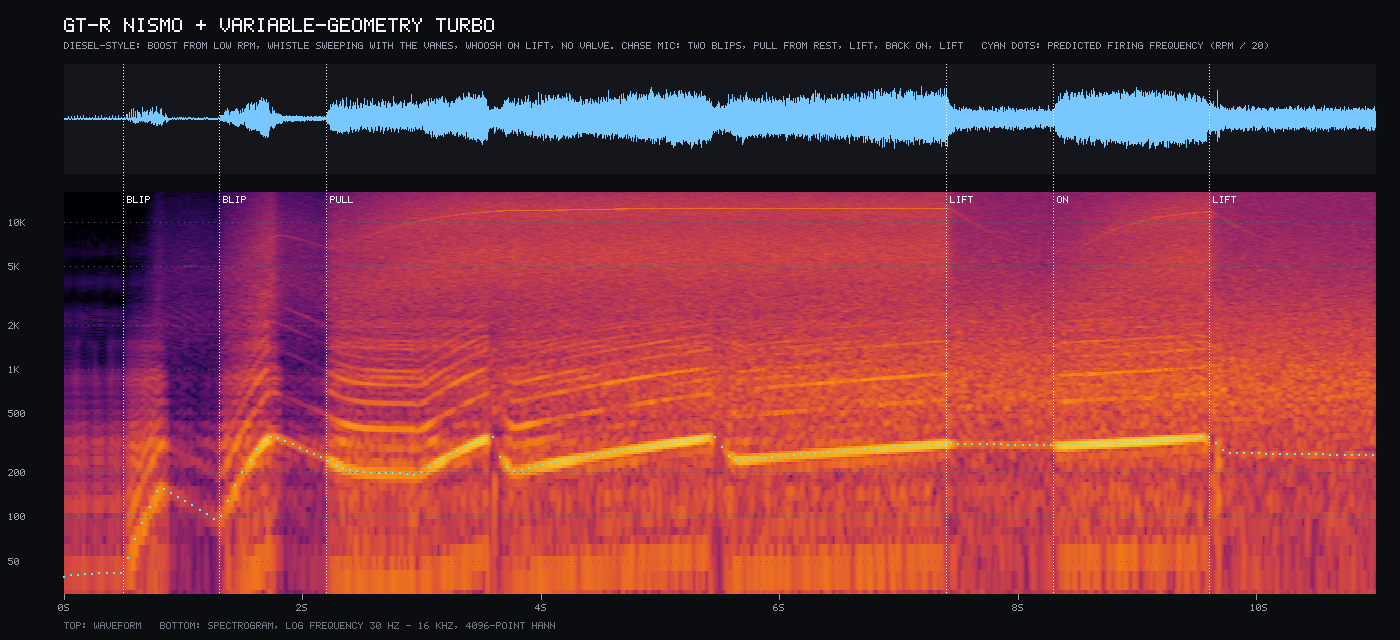 GT-R NISMO + VARIABLE-GEOMETRY TURBO
DIESEL-STYLE: BOOST FROM LOW RPM, WHISTLE SWEEPING WITH THE VANES, WHOOSH ON LIFT, NO VALVE. CHASE MIC: TWO BLIPS, PULL FROM REST, LIFT, BACK ON, LIFT CYAN DOTS: PREDICTED FIRING FREQUENCY (RPM / 20)
BLIP BLIP PULL LIFT ON LIFT
10K
5K
2K
1K
500
200
100
50
0S 2S 4S 6S 8S 10S
TOP: WAVEFORM BOTTOM: SPECTROGRAM, LOG FREQUENCY 30 HZ - 16 KHZ, 4096-POINT HANN